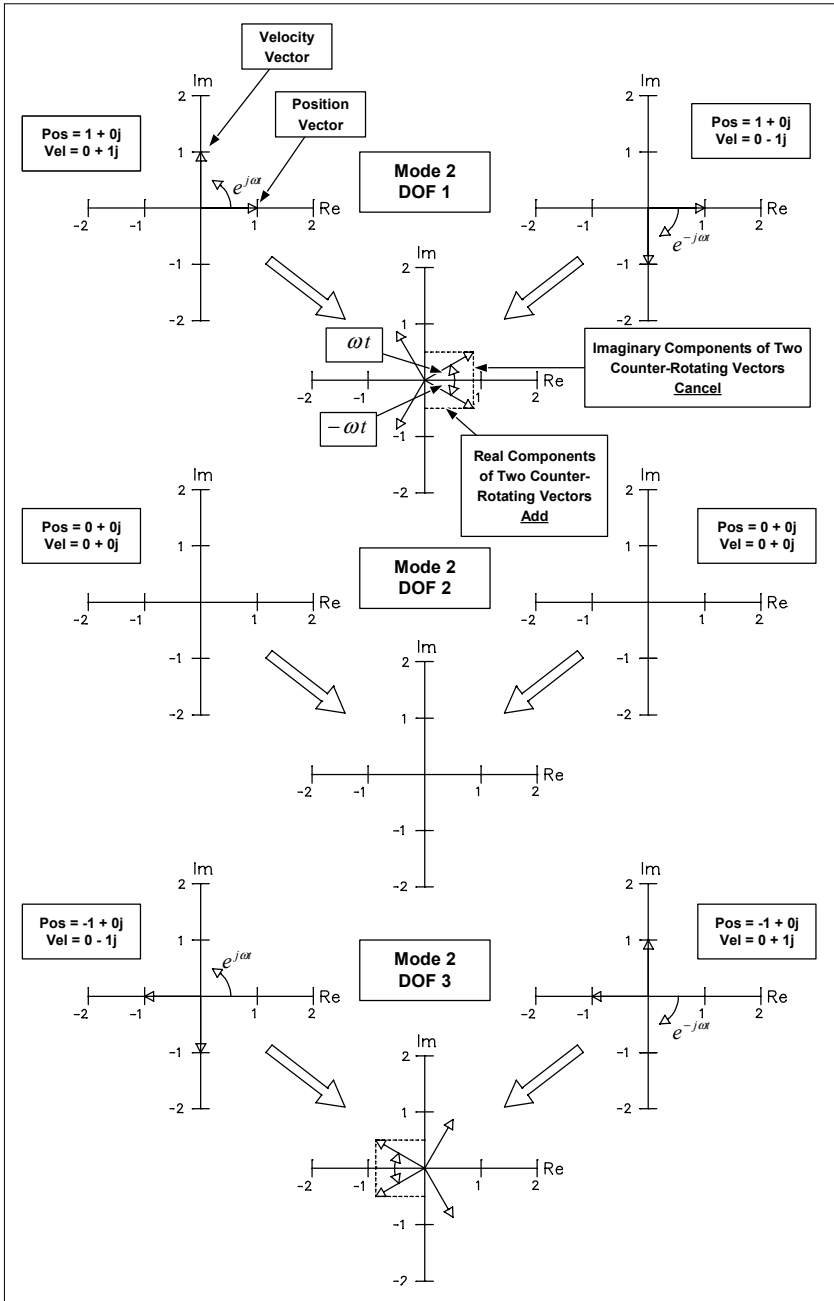 Velocity
Vector
Im
2
Position
Vector
Pos = 1 + 0j
Vel = 0 + 1j
1
e^{jωt}
-2
-1
1
2
Re
-1
-2
Mode 2
DOF 1
Im
2
Pos = 1 + 0j
Vel = 0 - 1j
1
-2
-1
1
2
Re
e^{-jωt}
-1
-2
Im
2
1
ωt
-2
-1
1
2
Re
-ωt
-1
-2
Imaginary Components of Two
Counter-Rotating Vectors
Cancel
Real Components
of Two Counter-
Rotating Vectors
Add
Im
2
Pos = 0 + 0j
Vel = 0 + 0j
1
-2
-1
1
2
Re
-1
-2
Mode 2
DOF 2
Im
2
Pos = 0 + 0j
Vel = 0 + 0j
1
-2
-1
1
2
Re
-1
-2
Im
2
1
-2
-1
1
2
Re
-1
-2
Im
2
Pos = -1 + 0j
Vel = 0 - 1j
1
e^{jωt}
-2
-1
1
2
Re
-1
-2
Mode 2
DOF 3
Im
2
Pos = -1 + 0j
Vel = 0 + 1j
1
-2
-1
1
2
Re
e^{-jωt}
-1
-2
Im
2
1
-2
-1
1
2
Re
-1
-2